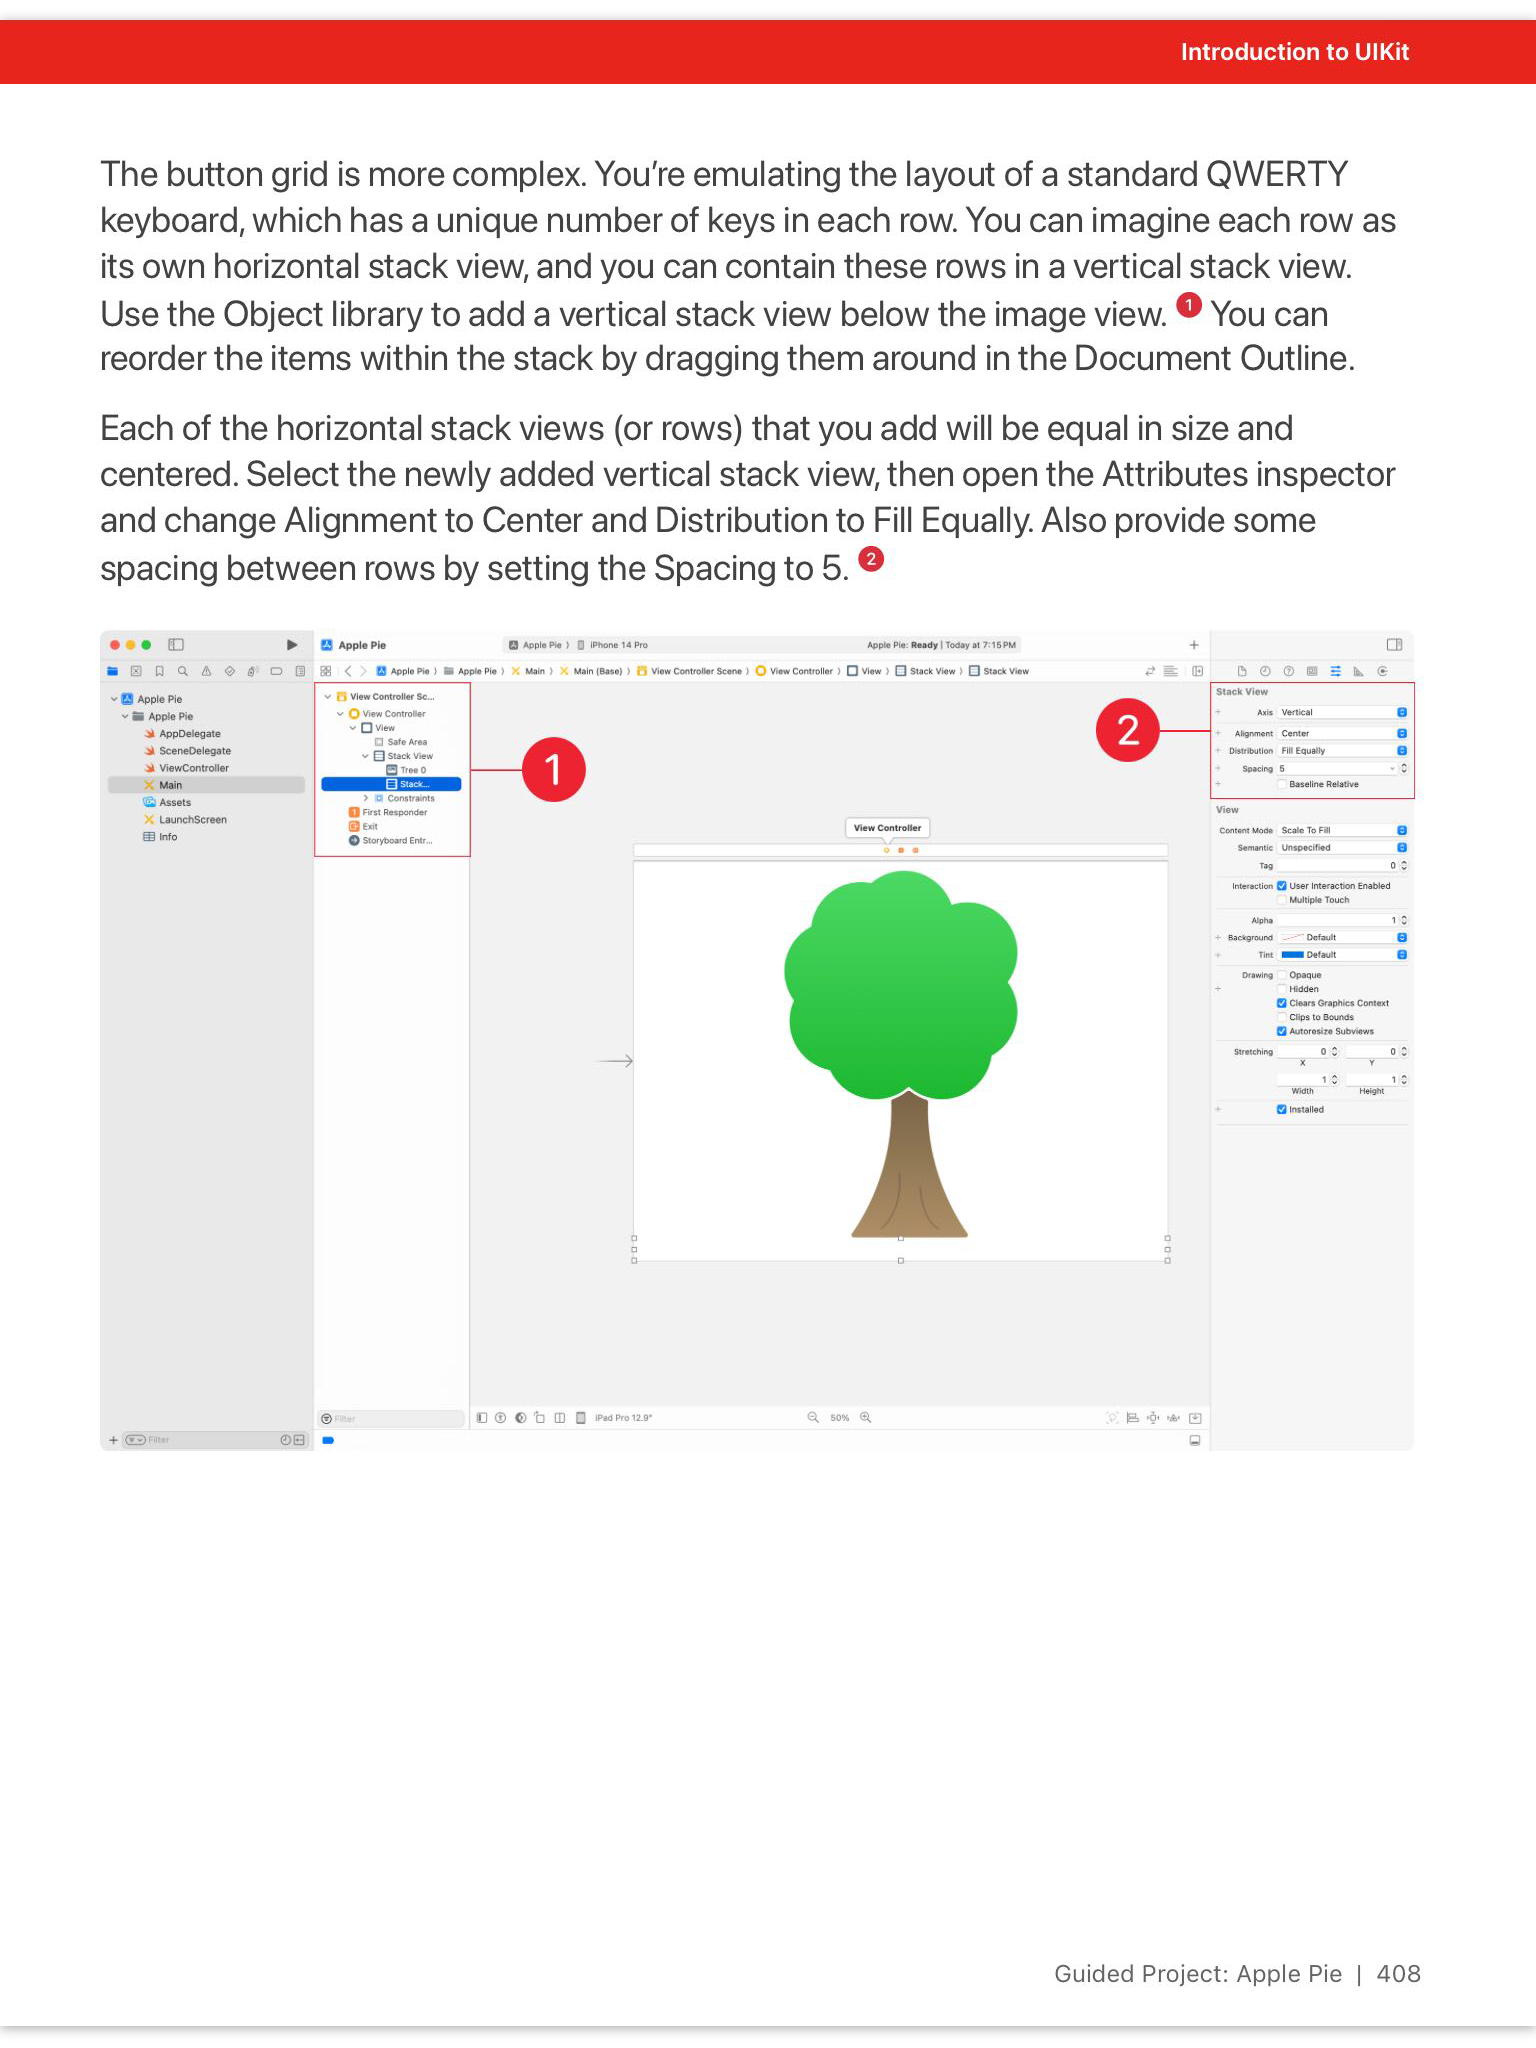 Introduction to UIKit
The button grid is more complex. You’re emulating the layout of a standard QWERTY
keyboard, which has a unique number of keys in each row. You can imagine each row as
its own horizontal stack view, and you can contain these rows in a vertical stack view.
Use the Object library to add a vertical stack view below the image view. 1 You can
reorder the items within the stack by dragging them around in the Document Outline.
Each of the horizontal stack views (or rows) that you add will be equal in size and
centered. Select the newly added vertical stack view, then open the Attributes inspector
and change Alignment to Center and Distribution to Fill Equally. Also provide some
spacing between rows by setting the Spacing to 5. 2
Apple Pie
Apple Pie ⟩ iPhone 14 Pro
Apple Pie: Ready | Today at 7:15 PM
Apple Pie ⟩ Apple Pie ⟩ Main ⟩ Main (Base) ⟩ View Controller Scene ⟩ View Controller ⟩ View ⟩ Stack View ⟩ Stack View
Apple Pie
Apple Pie
AppDelegate
SceneDelegate
ViewController
Main
Assets
LaunchScreen
Info
View Controller Sc...
View Controller
View
Safe Area
Stack View
Tree 0
Stack...
Constraints
First Responder
Exit
Storyboard Entr...
1
2
View Controller
Stack View
Axis Vertical
Alignment Center
Distribution Fill Equally
Spacing 5
Baseline Relative
View
Content Mode Scale To Fill
Semantic Unspecified
Tag 0
Interaction User Interaction Enabled
Multiple Touch
Alpha 1
Background Default
Tint Default
Drawing Opaque
Hidden
Clears Graphics Context
Clips to Bounds
Autoresize Subviews
Stretching 0 0
X Y
1 1
Width Height
Installed
Filter
iPad Pro 12.9"
50%
Filter
Guided Project: Apple Pie | 408